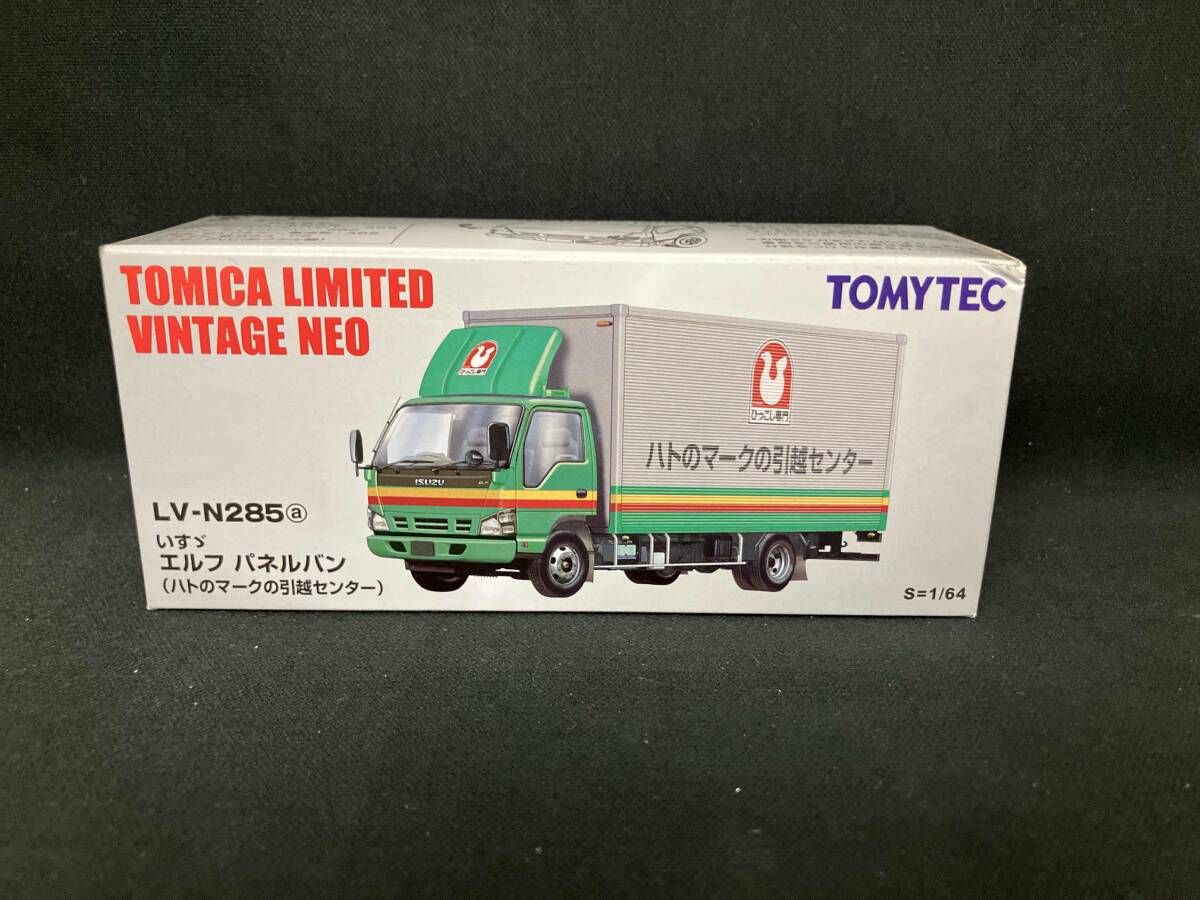 TOMICA LIMITED
VINTAGE NEO
TOMYTEC
ひっこし専門
ハトのマークの引越センター
ISUZU
LV-N285ⓐ
いすゞ
エルフ パネルバン
(ハトのマークの引越センター)
S=1/64